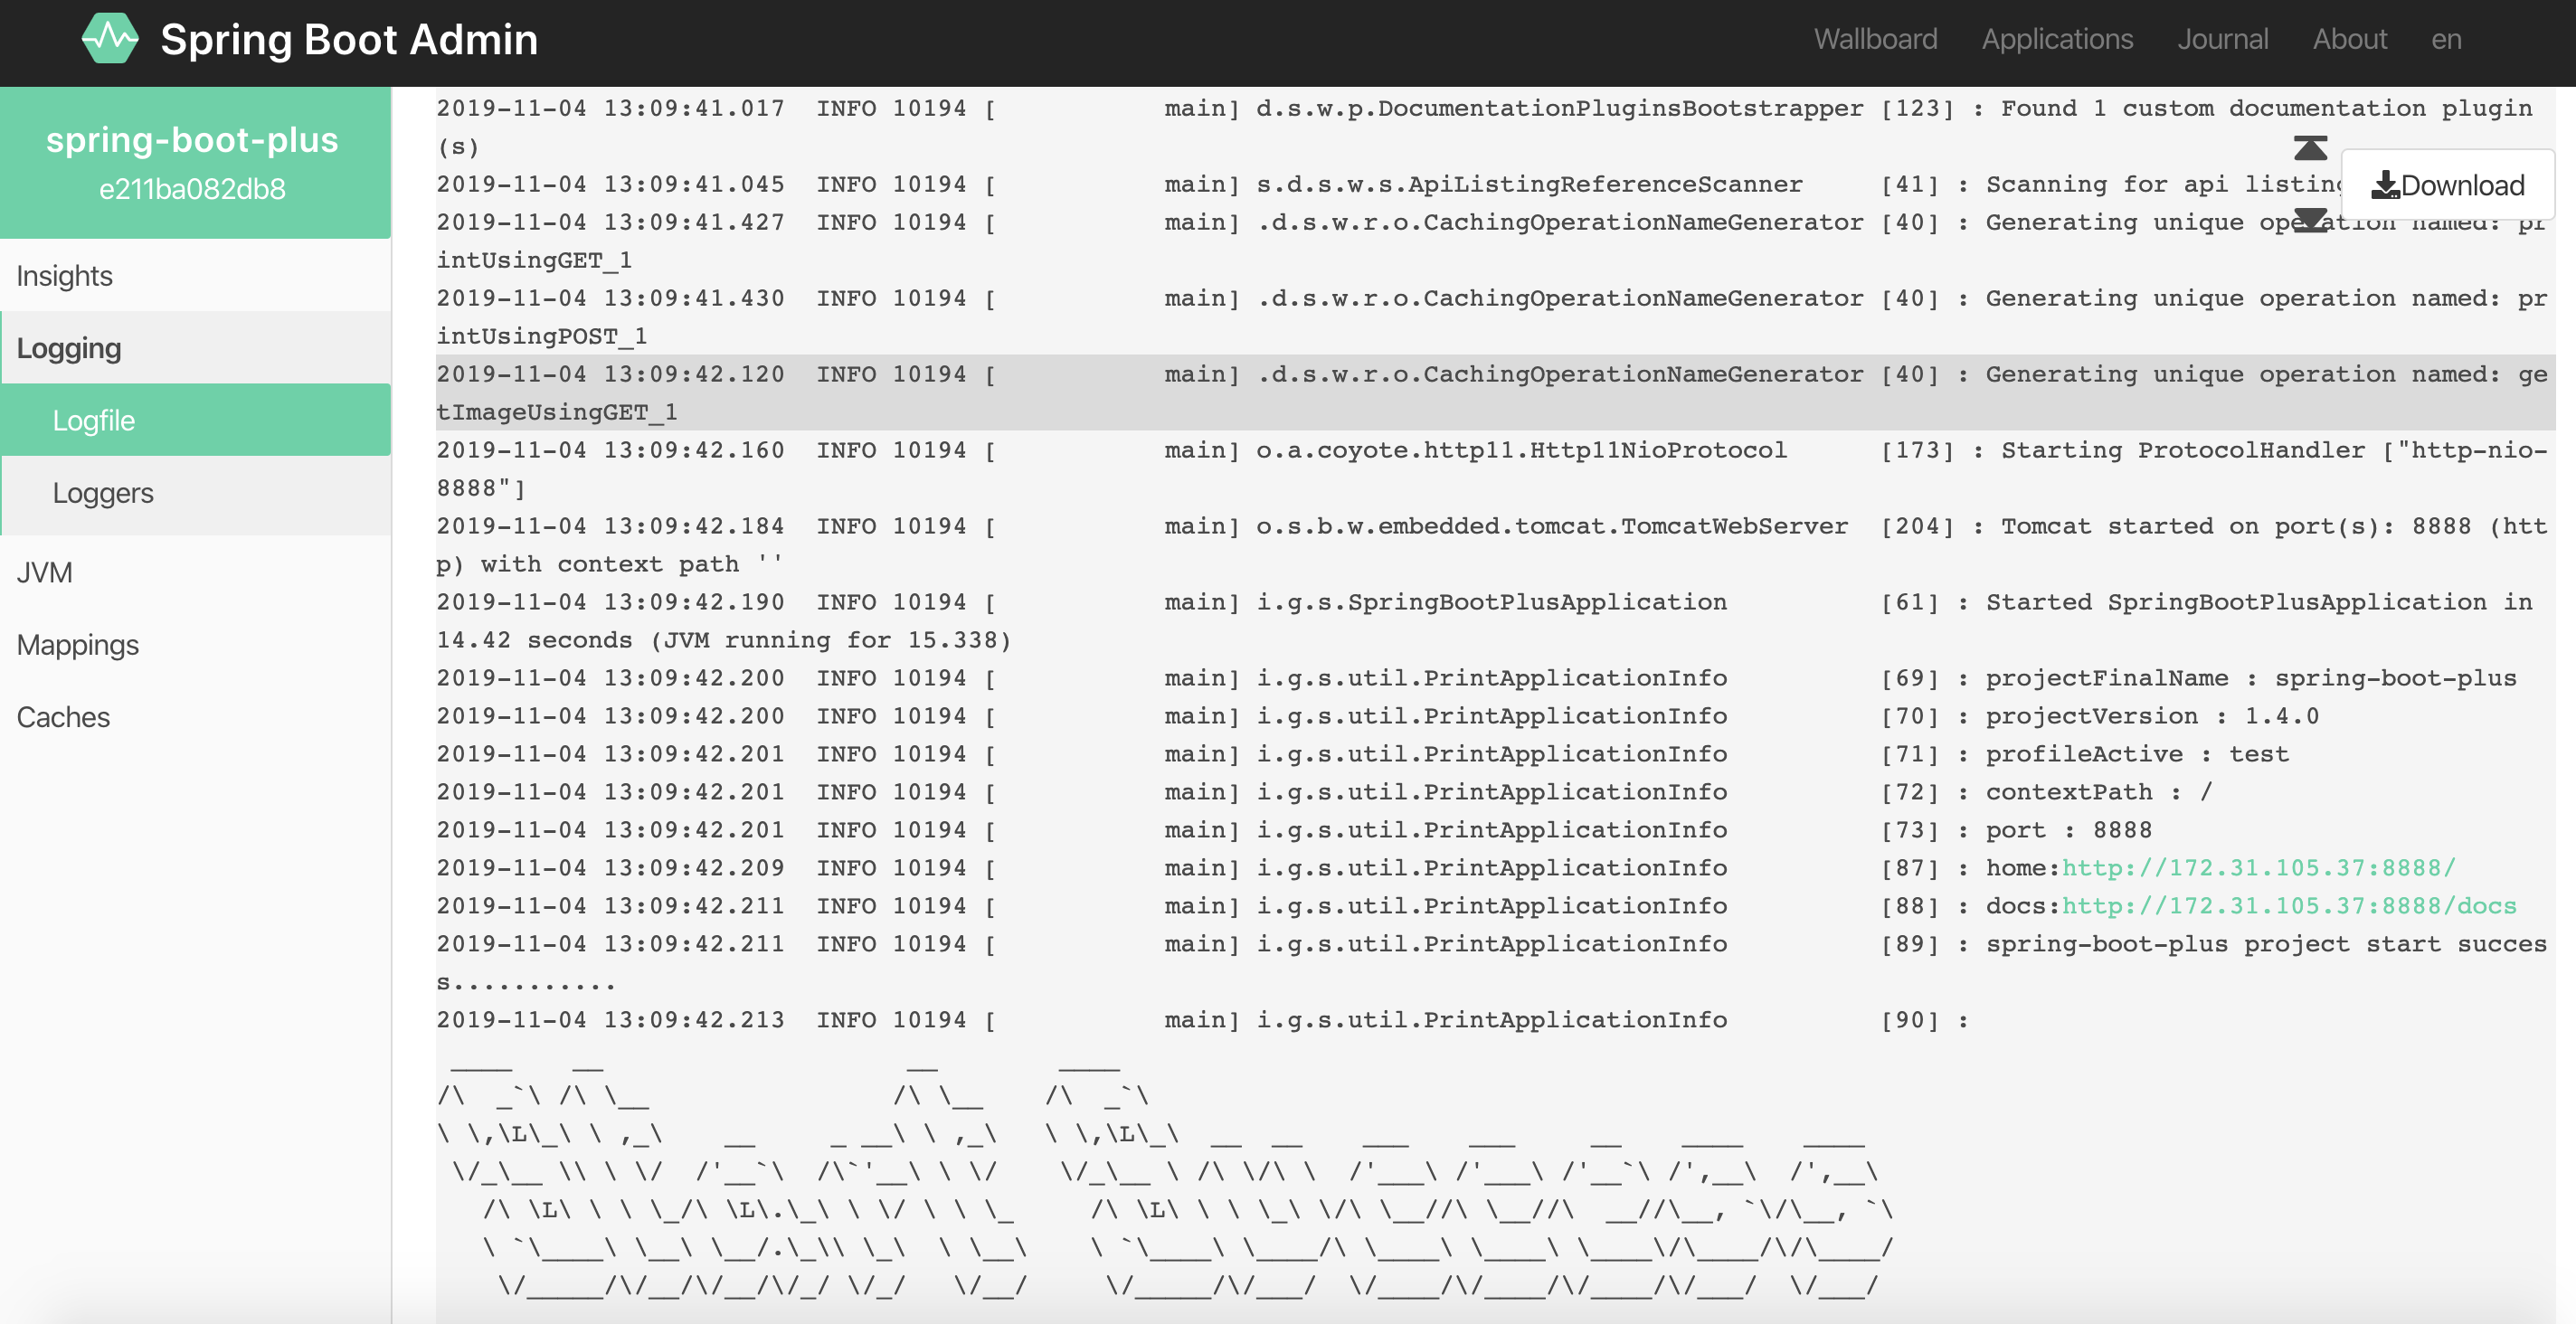 Spring Boot Admin
Wallboard Applications Journal About en
spring-boot-plus
e211ba082db8
Insights
Logging
Logfile
Loggers
JVM
Mappings
Caches
Download
2019-11-04 13:09:41.017  INFO 10194 [           main] d.s.w.p.DocumentationPluginsBootstrapper [123] : Found 1 custom documentation plugin
(s)
2019-11-04 13:09:41.045  INFO 10194 [           main] s.d.s.w.s.ApiListingReferenceScanner     [41] : Scanning for api
2019-11-04 13:09:41.427  INFO 10194 [           main] .d.s.w.r.o.CachingOperationNameGenerator [40] : Generating unique operation named: pr
intUsingGET_1
2019-11-04 13:09:41.430  INFO 10194 [           main] .d.s.w.r.o.CachingOperationNameGenerator [40] : Generating unique operation named: pr
intUsingPOST_1
2019-11-04 13:09:42.120  INFO 10194 [           main] .d.s.w.r.o.CachingOperationNameGenerator [40] : Generating unique operation named: ge
tImageUsingGET_1
2019-11-04 13:09:42.160  INFO 10194 [           main] o.a.coyote.http11.Http11NioProtocol      [173] : Starting ProtocolHandler ["http-nio-
8888"]
2019-11-04 13:09:42.184  INFO 10194 [           main] o.s.b.w.embedded.tomcat.TomcatWebServer  [204] : Tomcat started on port(s): 8888 (htt
p) with context path ''
2019-11-04 13:09:42.190  INFO 10194 [           main] i.g.s.SpringBootPlusApplication          [61] : Started SpringBootPlusApplication in
14.42 seconds (JVM running for 15.338)
2019-11-04 13:09:42.200  INFO 10194 [           main] i.g.s.util.PrintApplicationInfo          [69] : projectFinalName : spring-boot-plus
2019-11-04 13:09:42.200  INFO 10194 [           main] i.g.s.util.PrintApplicationInfo          [70] : projectVersion : 1.4.0
2019-11-04 13:09:42.201  INFO 10194 [           main] i.g.s.util.PrintApplicationInfo          [71] : profileActive : test
2019-11-04 13:09:42.201  INFO 10194 [           main] i.g.s.util.PrintApplicationInfo          [72] : contextPath : /
2019-11-04 13:09:42.201  INFO 10194 [           main] i.g.s.util.PrintApplicationInfo          [73] : port : 8888
2019-11-04 13:09:42.209  INFO 10194 [           main] i.g.s.util.PrintApplicationInfo          [87] : home:http://172.31.105.37:8888/
2019-11-04 13:09:42.211  INFO 10194 [           main] i.g.s.util.PrintApplicationInfo          [88] : docs:http://172.31.105.37:8888/docs
2019-11-04 13:09:42.211  INFO 10194 [           main] i.g.s.util.PrintApplicationInfo          [89] : spring-boot-plus project start succes
s...........
2019-11-04 13:09:42.213  INFO 10194 [           main] i.g.s.util.PrintApplicationInfo          [90] :